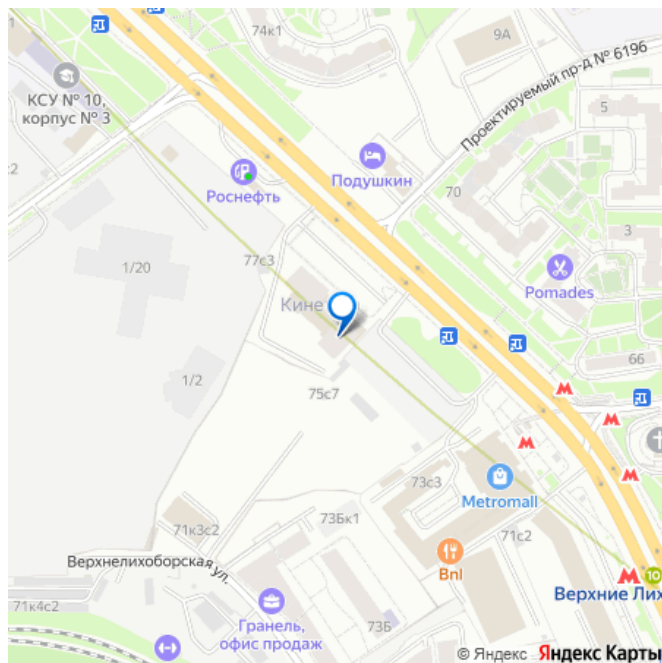 74к1
9А
КСУ № 10,
корпус № 3
Проектируемый пр-д № 6196
5
Подушкин
Роснефть
2
70
3
1/20
77с3
Pomades
Кине
66
1/2
75с7
73с3
Metromall
73Бк1
71с2
71к3с2
Bnl
Верхнелихоборская ул.
10
Верхние Лих
71к4с2
Гранель,
офис продаж
73Б
© Яндекс Яндекс Карты